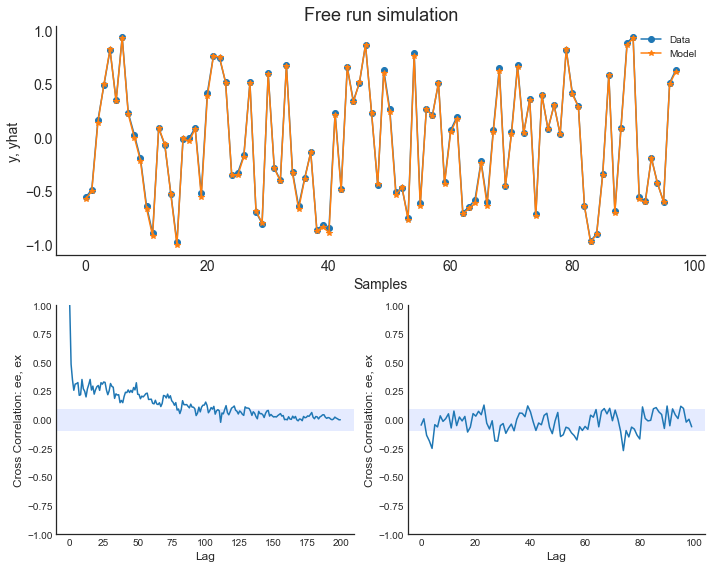 Free run simulation
1.0
0.5
0.0
−0.5
−1.0
y, yhat
Data
Model
0 20 40 60 80 100
Samples
1.00
0.75
0.50
0.25
0.00
−0.25
−0.50
−0.75
−1.00
Cross Correlation: ee, ex
0 25 50 75 100 125 150 175 200
Lag
1.00
0.75
0.50
0.25
0.00
−0.25
−0.50
−0.75
−1.00
Cross Correlation: ee, ex
0 20 40 60 80 100
Lag